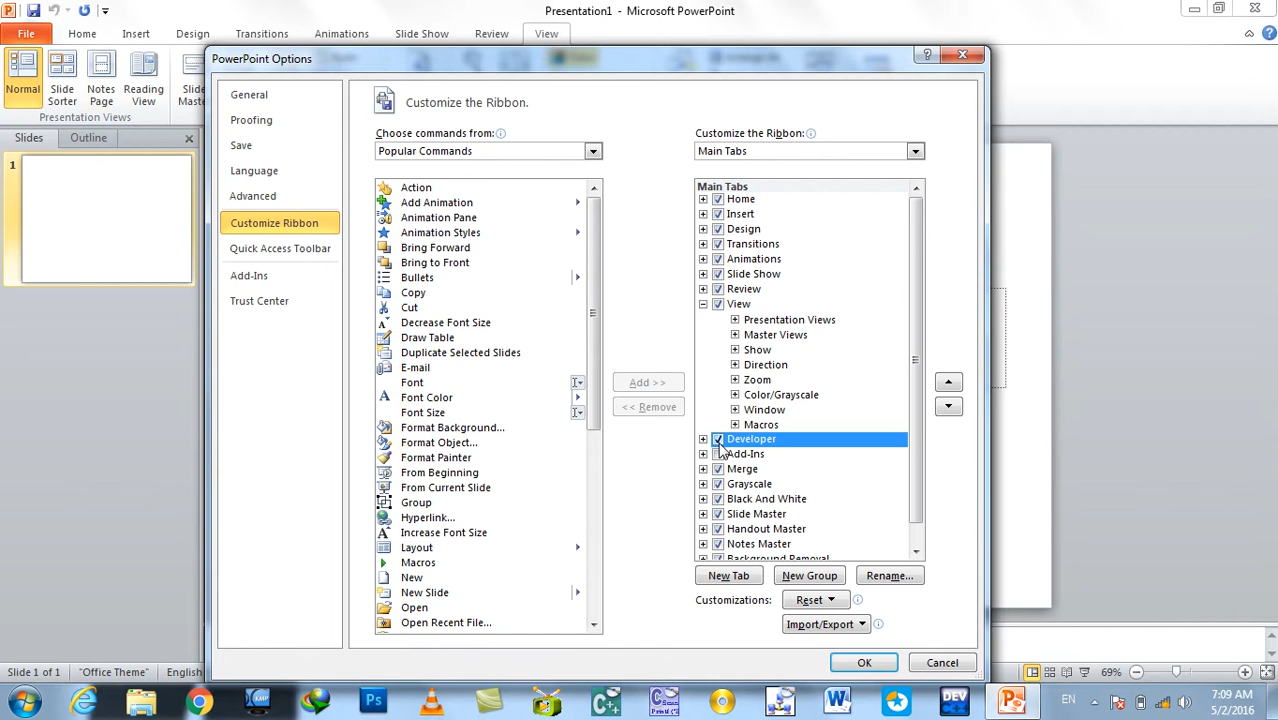 Presentation1 - Microsoft PowerPoint
File Home Insert Design Transitions Animations Slide Show Review View
Normal
Slide Sorter
Notes Page
Reading View
Slide
Presentation Views
Slides Outline
1
PowerPoint Options
General
Proofing
Save
Language
Advanced
Customize Ribbon
Quick Access Toolbar
Add-Ins
Trust Center
Customize the Ribbon.
Choose commands from:
Popular Commands
Action
Add Animation
Animation Pane
Animation Styles
Bring Forward
Bring to Front
Bullets
Copy
Cut
Decrease Font Size
Draw Table
Duplicate Selected Slides
E-mail
Font
Font Color
Font Size
Format Background...
Format Object...
Format Painter
From Beginning
From Current Slide
Group
Hyperlink...
Increase Font Size
Layout
Macros
New
New Slide
Open
Open Recent File...
Add >>
<< Remove
Customize the Ribbon:
Main Tabs
Main Tabs
Home
Insert
Design
Transitions
Animations
Slide Show
Review
View
Presentation Views
Master Views
Show
Direction
Zoom
Color/Grayscale
Window
Macros
Developer
Add-Ins
Merge
Grayscale
Black And White
Slide Master
Handout Master
Notes Master
Background Removal
New Tab New Group Rename...
Customizations: Reset
Import/Export
OK Cancel
Slide 1 of 1 "Office Theme" English
69%
KMP
Ps
C++
W
DEV
EN
7:09 AM
5/2/2016